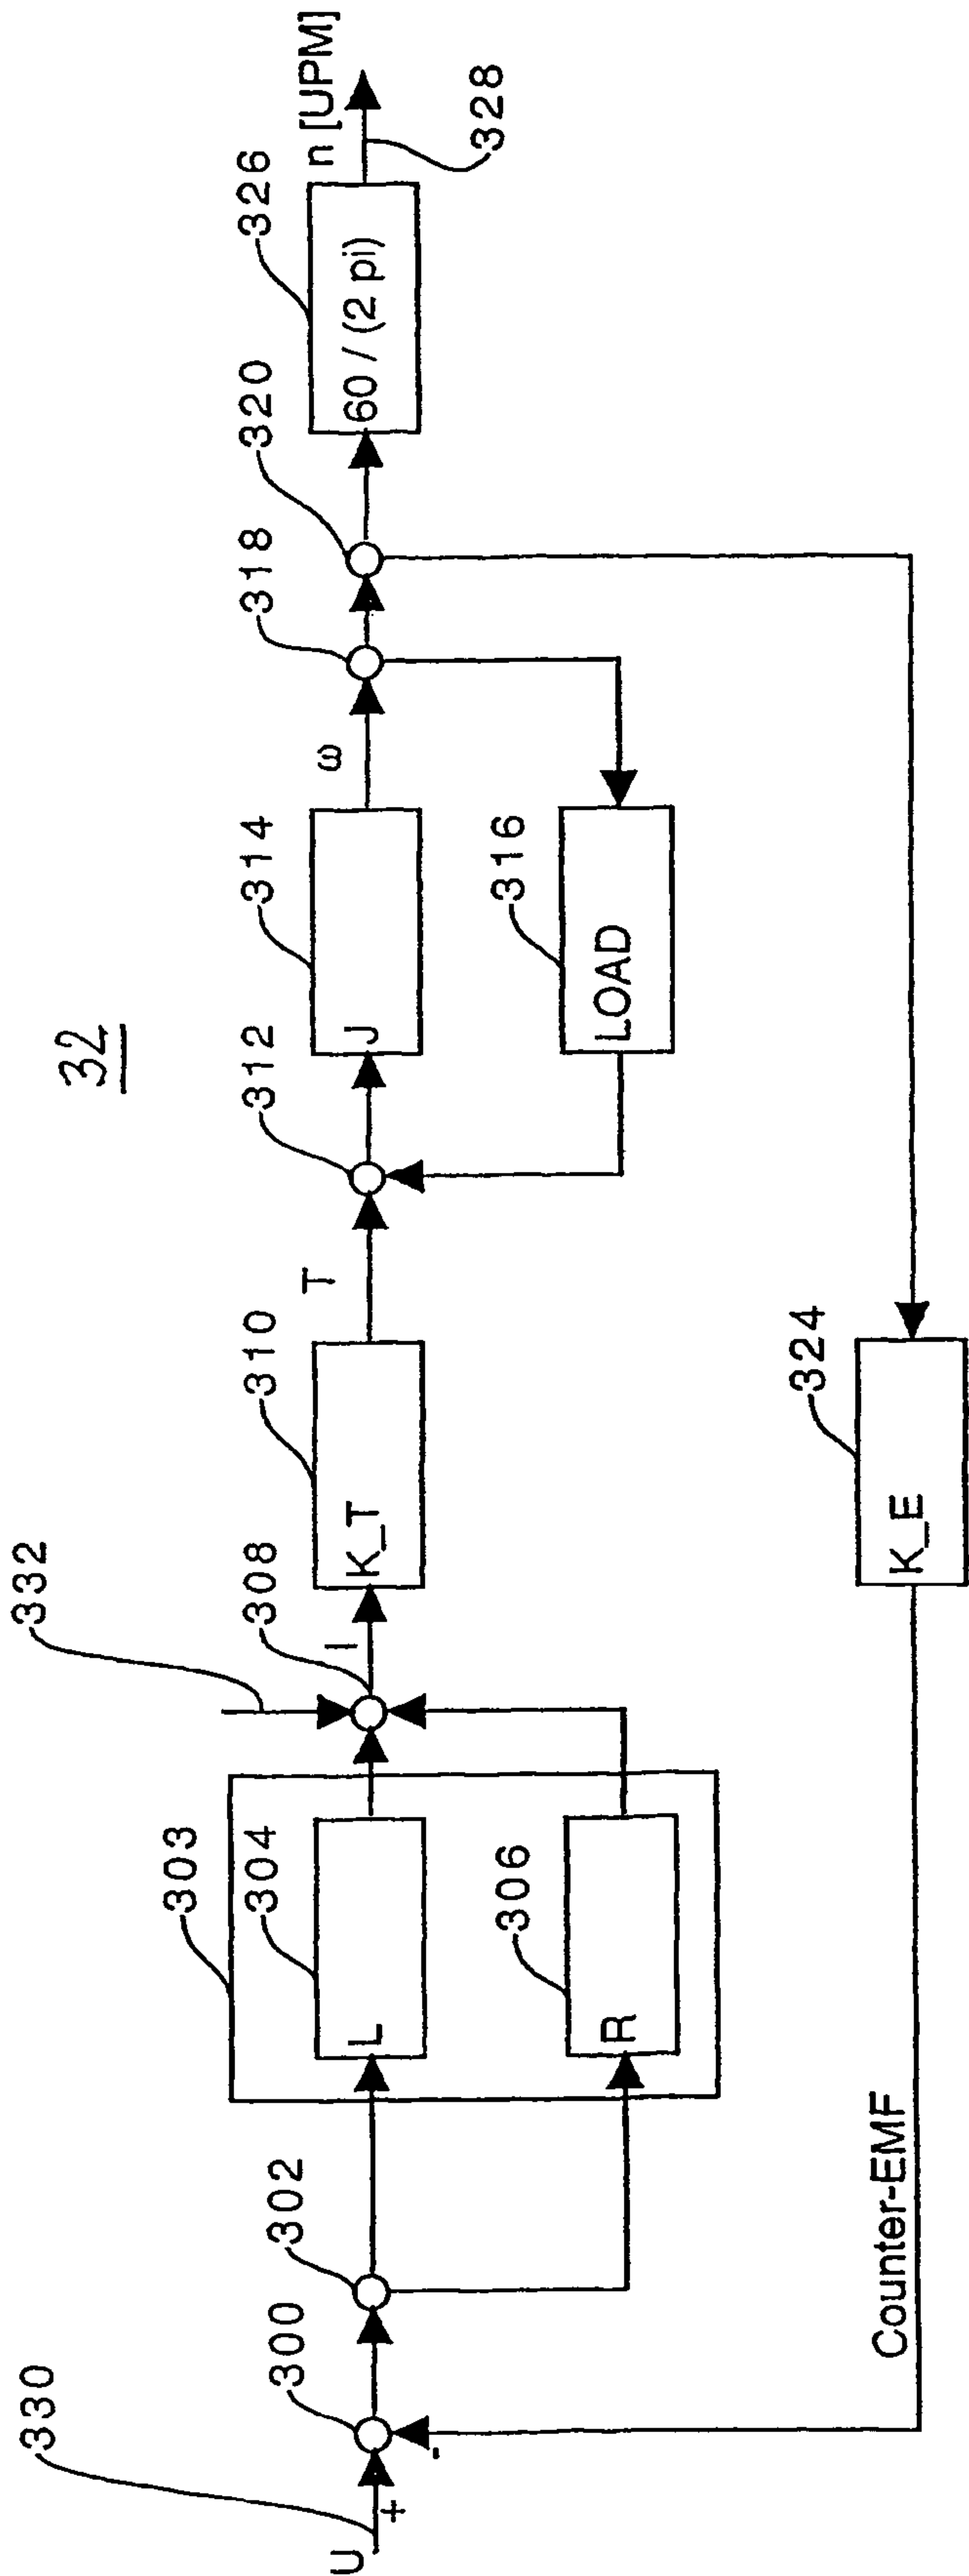 32
330
U
+
-
300
302
303
304
L
306
R
332
308
I
310
K_T
T
312
314
J
ω
316
LOAD
318
320
326
60 / (2 pi)
n [UPM]
328
324
K_E
Counter-EMF